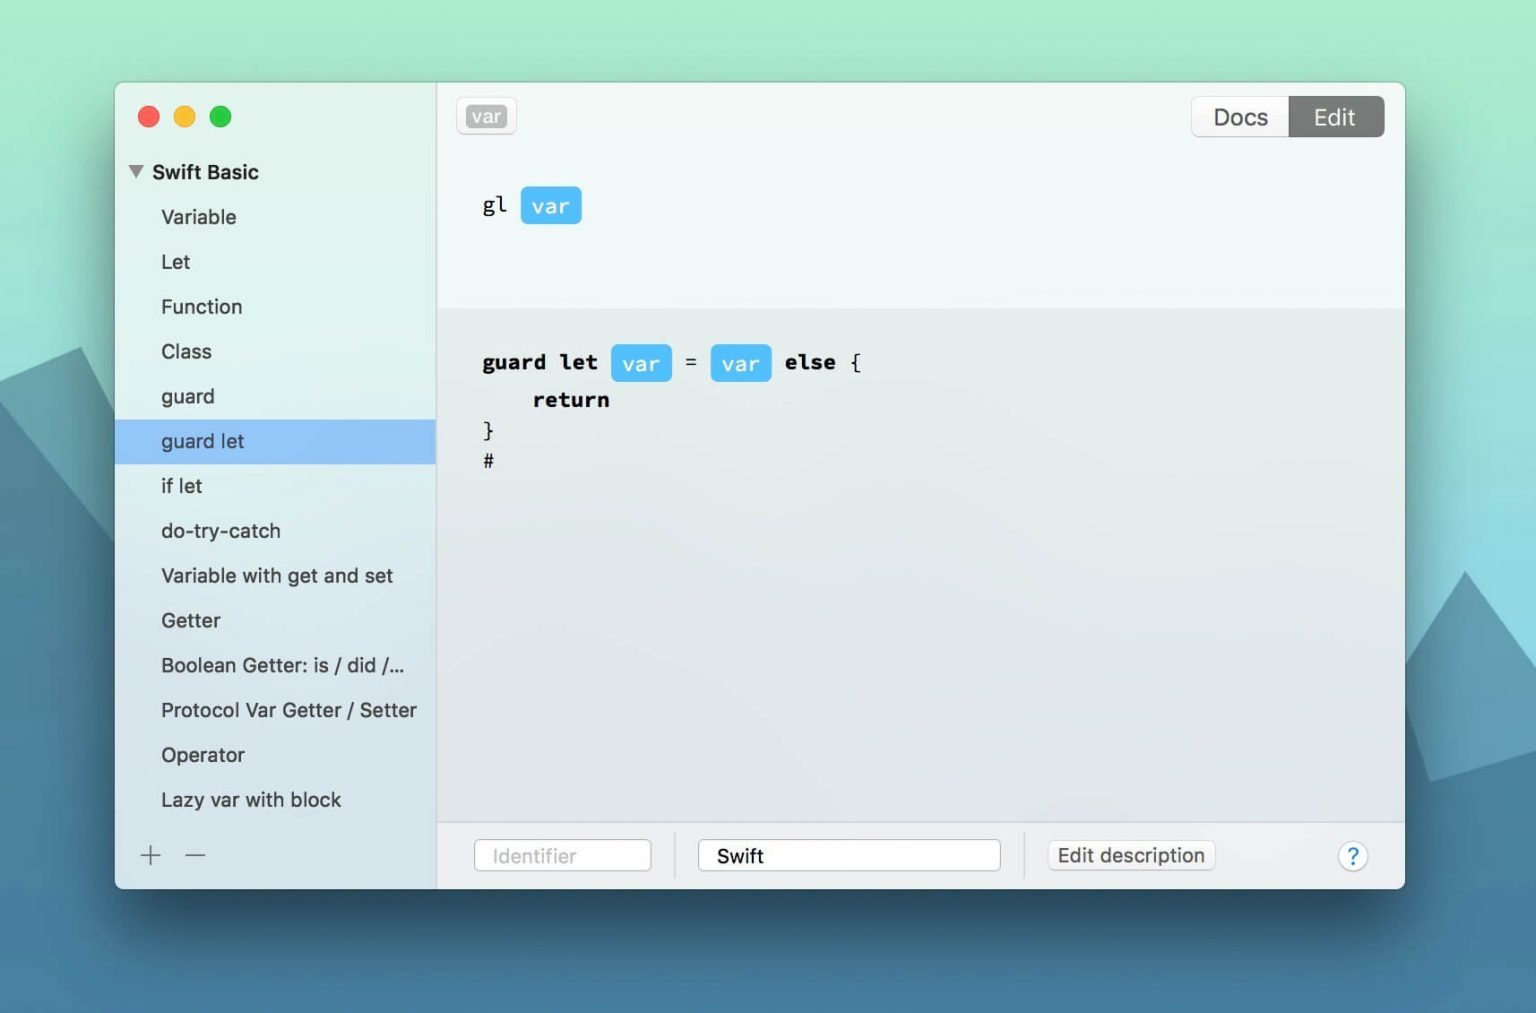 Swift Basic
Variable
Let
Function
Class
guard
guard let
if let
do-try-catch
Variable with get and set
Getter
Boolean Getter: is / did /...
Protocol Var Getter / Setter
Operator
Lazy var with block
+ —
var
Docs Edit
gl var
guard let var = var else {
return
}
#
Identifier
Swift
Edit description
?